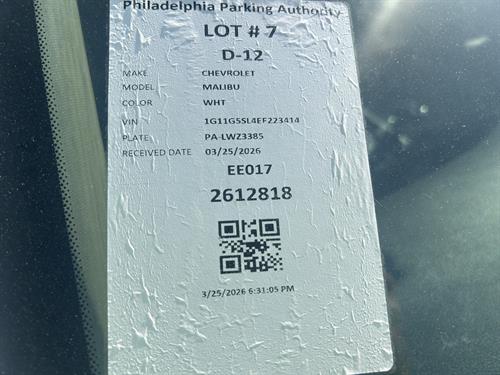 Philadelphia Parking Authority
LOT # 7
D-12
MAKE CHEVROLET
MODEL MALIBU
COLOR WHT
VIN 1G11G5SL4EF223414
PLATE PA-LWZ3385
RECEIVED DATE 03/25/2026
EE017
2612818
3/25/2026 6:31:05 PM